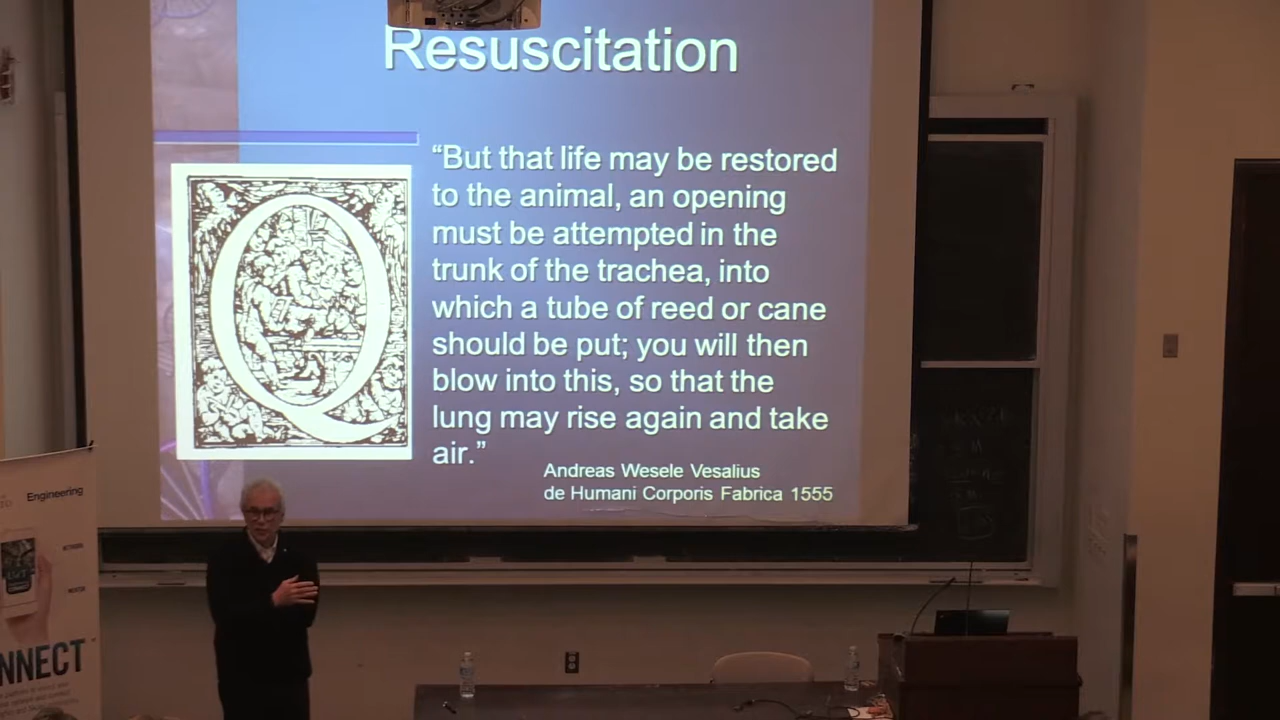 Resuscitation
“But that life may be restored
to the animal, an opening
must be attempted in the
trunk of the trachea, into
which a tube of reed or cane
should be put; you will then
blow into this, so that the
lung may rise again and take
air.”
Andreas Wesele Vesalius
de Humani Corporis Fabrica 1555
Q
Engineering
NETWORK
MENTOR
NNECT